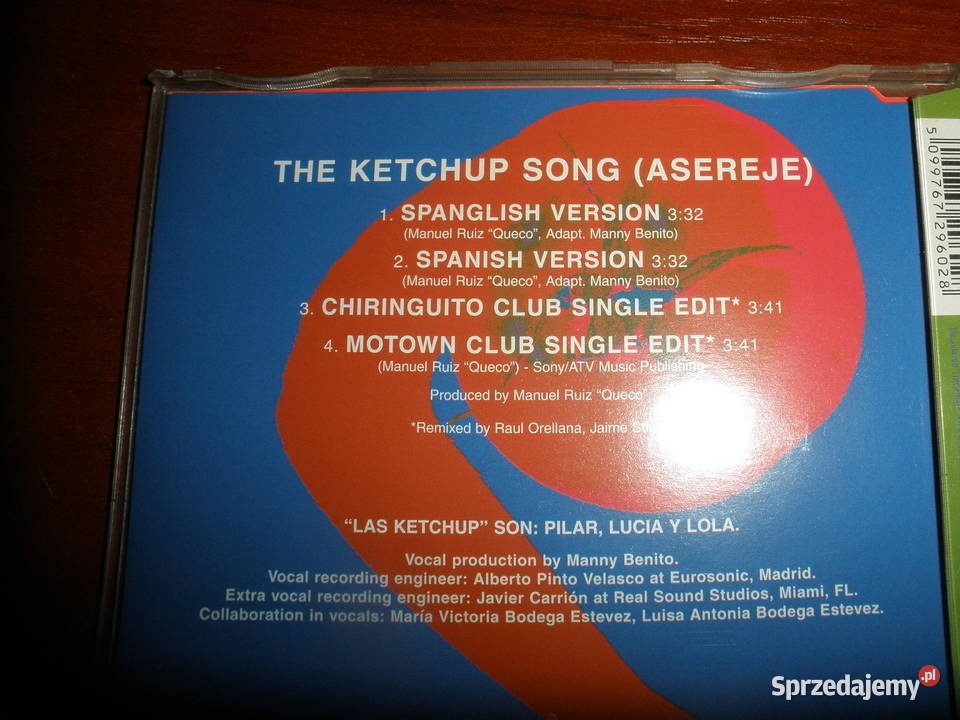 THE KETCHUP SONG (ASEREJE)
1. SPANGLISH VERSION 3:32
(Manuel Ruiz “Queco”, Adapt. Manny Benito)
2. SPANISH VERSION 3:32
(Manuel Ruiz “Queco”, Adapt. Manny Benito)
3. CHIRINGUITO CLUB SINGLE EDIT* 3:41
4. MOTOWN CLUB SINGLE EDIT* 3:41
(Manuel Ruiz “Queco”) - Sony/ATV Music Publishing
Produced by Manuel Ruiz “Queco”
*Remixed by Raul Orellana, Jaime
“LAS KETCHUP” SON: PILAR, LUCIA Y LOLA.
Vocal production by Manny Benito.
Vocal recording engineer: Alberto Pinto Velasco at Eurosonic, Madrid.
Extra vocal recording engineer: Javier Carrión at Real Sound Studios, Miami, FL.
Collaboration in vocals: María Victoria Bodega Estevez, Luisa Antonia Bodega Estevez.
5 099767 296028
Sprzedajemy.pl